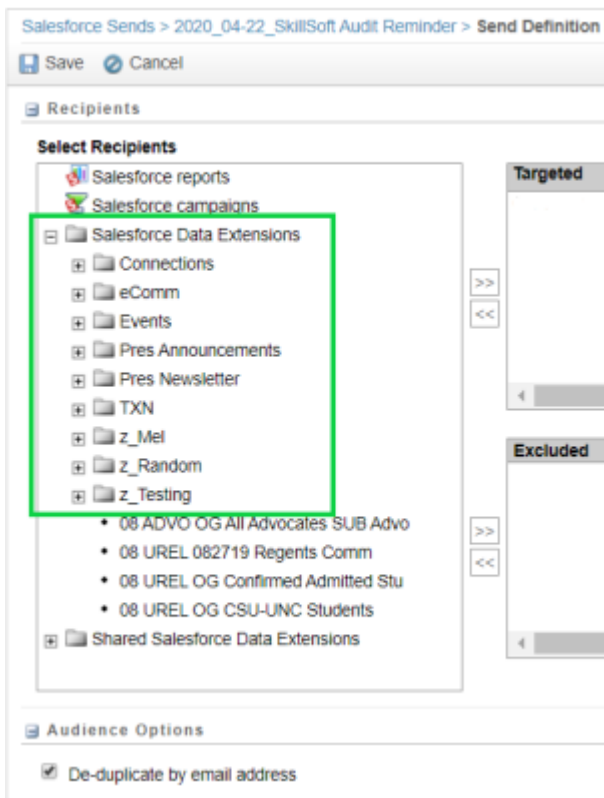 Salesforce Sends > 2020_04-22_SkillSoft Audit Reminder > Send Definition
Save Cancel
Recipients
Select Recipients
Salesforce reports
Salesforce campaigns
Salesforce Data Extensions
Connections
eComm
Events
Pres Announcements
Pres Newsletter
TXN
z_Mel
z_Random
z_Testing
• 08 ADVO OG All Advocates SUB Advo
• 08 UREL 082719 Regents Comm
• 08 UREL OG Confirmed Admitted Stu
• 08 UREL OG CSU-UNC Students
Shared Salesforce Data Extensions
>>
<<
>>
<<
Targeted
Excluded
Audience Options
De-duplicate by email address